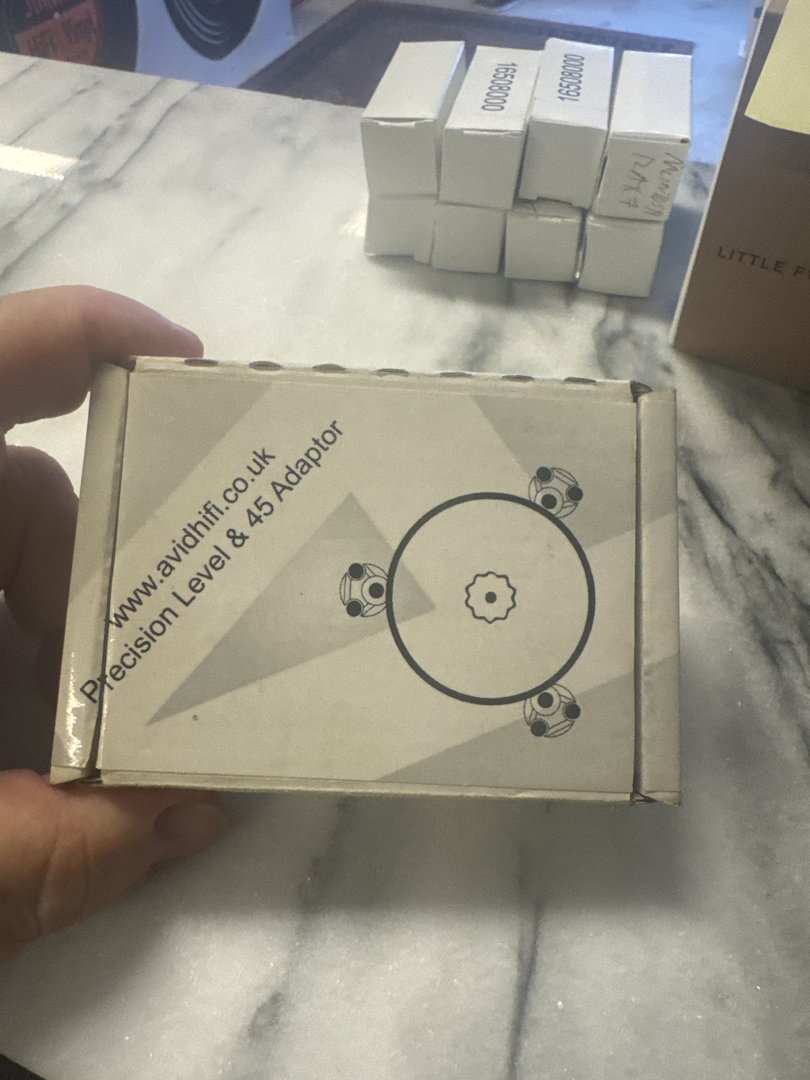 www.avidhifi.co.uk
Precision Level & 45 Adaptor
16508000
16508000
LITTLE F